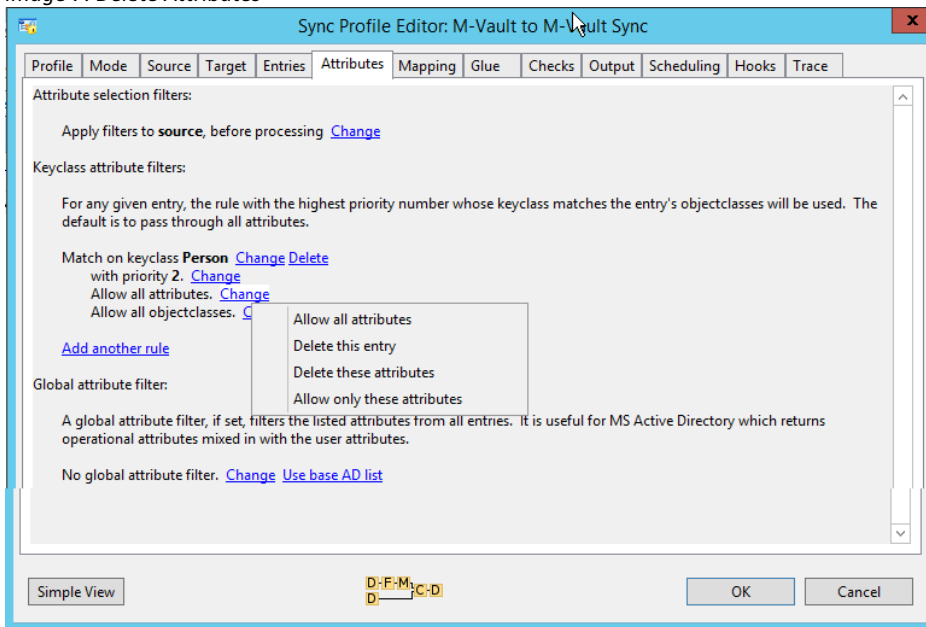 Image 7. Delete Attributes
Sync Profile Editor: M-Vault to M-Vault Sync
x
Profile Mode Source Target Entries Attributes Mapping Glue Checks Output Scheduling Hooks Trace
Attribute selection filters:
Apply filters to source, before processing Change
Keyclass attribute filters:
For any given entry, the rule with the highest priority number whose keyclass matches the entry's objectclasses will be used. The
default is to pass through all attributes.
Match on keyclass Person Change Delete
with priority 2. Change
Allow all attributes. Change
Allow all objectclasses. C
Allow all attributes
Delete this entry
Delete these attributes
Allow only these attributes
Add another rule
Global attribute filter:
A global attribute filter, if set, filters the listed attributes from all entries. It is useful for MS Active Directory which returns
operational attributes mixed in with the user attributes.
No global attribute filter. Change Use base AD list
Simple View
D-F-M
D C-D
OK
Cancel